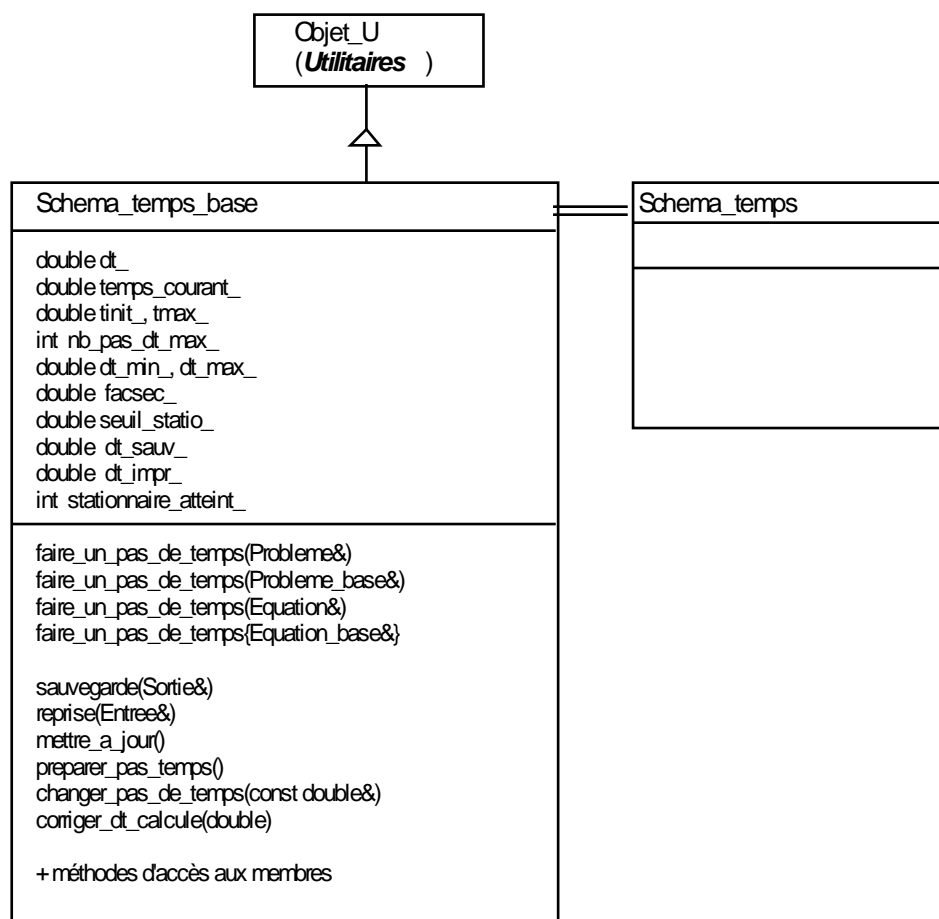 Objet_U
(Utilitaires )
Schema_temps_base
Schema_temps
double dt_
double temps_courant_
double tinit_, tmax_
int nb_pas_dt_max_
double dt_min_, dt_max_
double facsec_
double seuil_statio_
double dt_sauv_
double dt_impr_
int stationnaire_atteint_
faire_un_pas_de_temps(Probleme&)
faire_un_pas_de_temps(Probleme_base&)
faire_un_pas_de_temps(Equation&)
faire_un_pas_de_temps{Equation_base&}
sauvegarde(Sortie&)
reprise(Entree&)
mettre_a_jour()
preparer_pas_temps()
changer_pas_de_temps(const double&)
corriger_dt_calcule(double)
+ méthodes d'accès aux membres